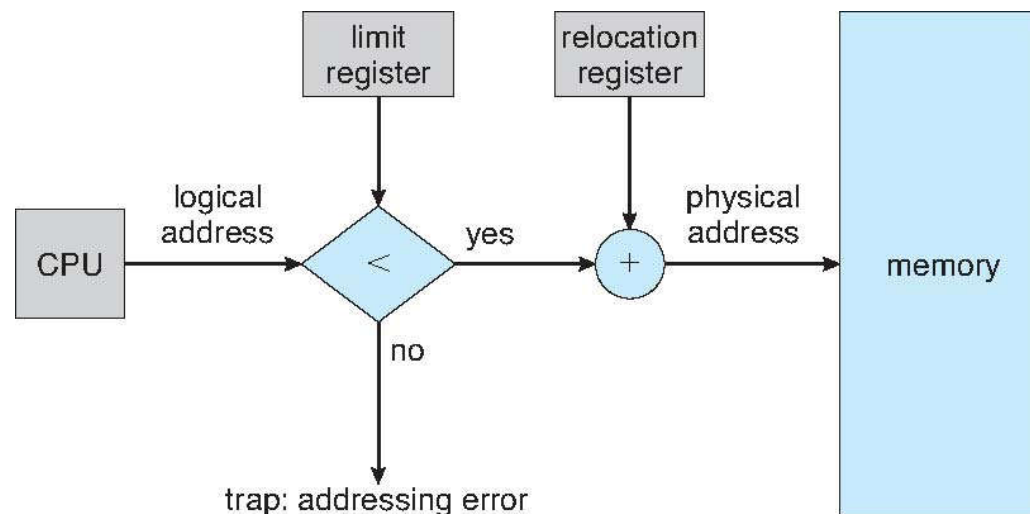 limit
register
relocation
register
logical
address
physical
address
CPU
<
yes
+
memory
no
trap: addressing error